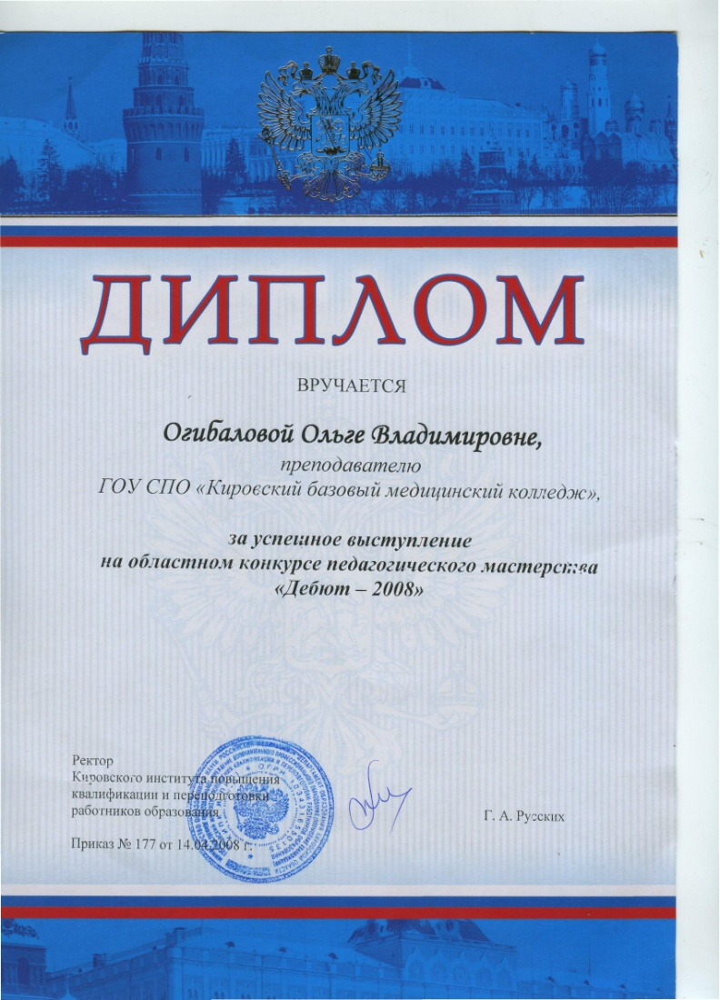 ДИПЛОМ
ВРУЧАЕТСЯ
Огибаловой Ольге Владимировне,
преподавателю
ГОУ СПО «Кировский базовый медицинский колледж»,
за успешное выступление
на областном конкурсе педагогического мастерства
«Дебют – 2008»
Ректор
Кировского института повышения
квалификации и переподготовки
работников образования
Г. А. Русских
Приказ № 177 от 14.04.2008 г.